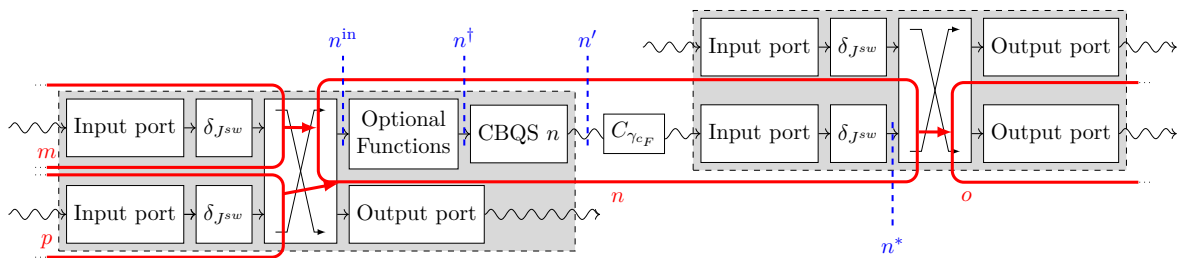 n^in
n^†
n′
Input port
δ_{J^{sw}}
Output port
Input port
δ_{J^{sw}}
Optional
Functions
CBQS n
C_{γ_{c_F}}
Input port
δ_{J^{sw}}
Output port
m
Input port
δ_{J^{sw}}
Output port
n
o
p
n*